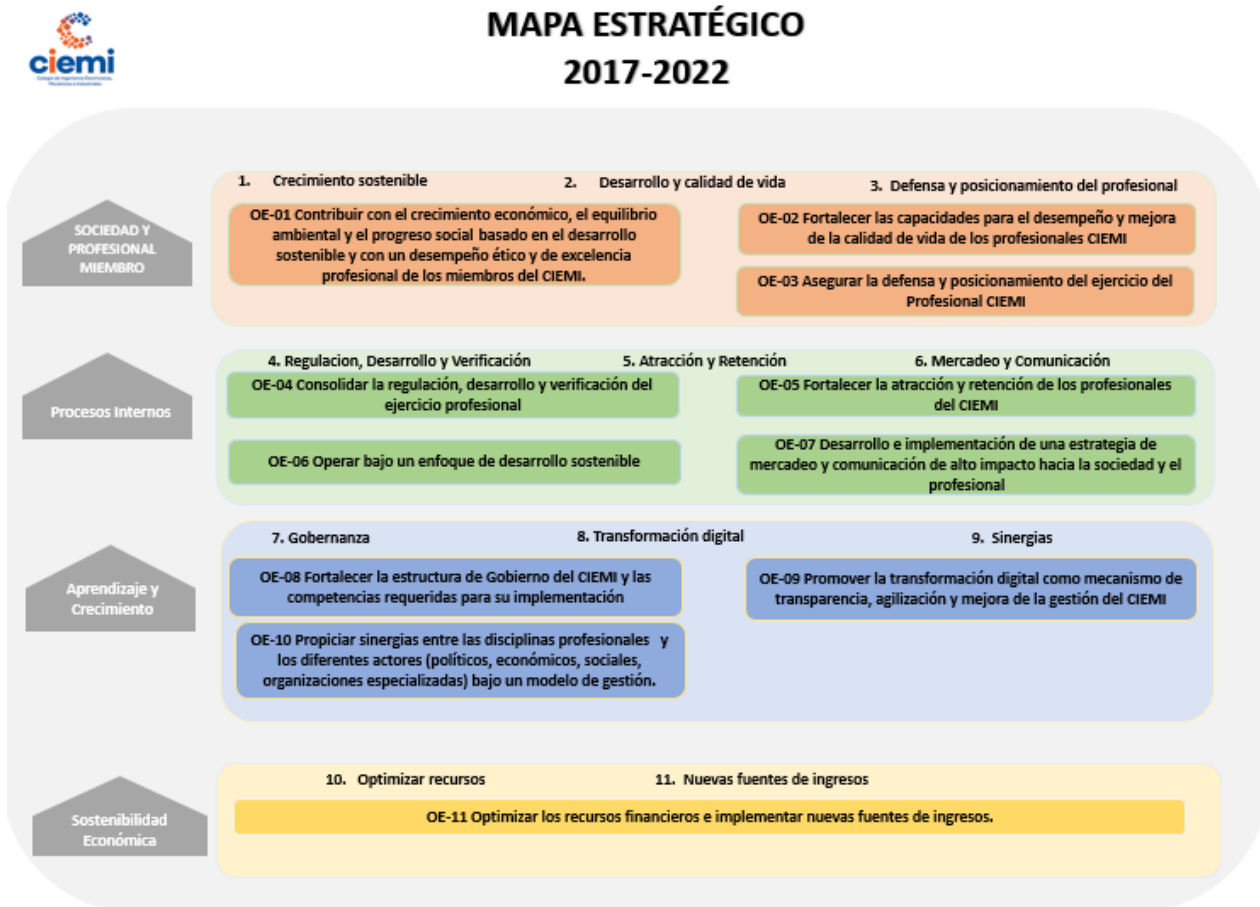 MAPA ESTRATÉGICO
2017-2022
ciemi
Colegio de Ingenieros Electricistas,
Mecánicos e Industriales
SOCIEDAD Y
PROFESIONAL
MIEMBRO
1. Crecimiento sostenible
2. Desarrollo y calidad de vida
3. Defensa y posicionamiento del profesional
OE-01 Contribuir con el crecimiento económico, el equilibrio
ambiental y el progreso social basado en el desarrollo
sostenible y con un desempeño ético y de excelencia
profesional de los miembros del CIEMI.
OE-02 Fortalecer las capacidades para el desempeño y mejora
de la calidad de vida de los profesionales CIEMI
OE-03 Asegurar la defensa y posicionamiento del ejercicio del
Profesional CIEMI
Procesos Internos
4. Regulacion, Desarrollo y Verificación
5. Atracción y Retención
6. Mercadeo y Comunicación
OE-04 Consolidar la regulación, desarrollo y verificación del
ejercicio profesional
OE-05 Fortalecer la atracción y retención de los profesionales
del CIEMI
OE-06 Operar bajo un enfoque de desarrollo sostenible
OE-07 Desarrollo e implementación de una estrategia de
mercadeo y comunicación de alto impacto hacia la sociedad y el
profesional
Aprendizaje y
Crecimiento
7. Gobernanza
8. Transformación digital
9. Sinergias
OE-08 Fortalecer la estructura de Gobierno del CIEMI y las
competencias requeridas para su implementación
OE-09 Promover la transformación digital como mecanismo de
transparencia, agilización y mejora de la gestión del CIEMI
OE-10 Propiciar sinergias entre las disciplinas profesionales y
los diferentes actores (políticos, económicos, sociales,
organizaciones especializadas) bajo un modelo de gestión.
Sostenibilidad
Económica
10. Optimizar recursos
11. Nuevas fuentes de ingresos
OE-11 Optimizar los recursos financieros e implementar nuevas fuentes de ingresos.